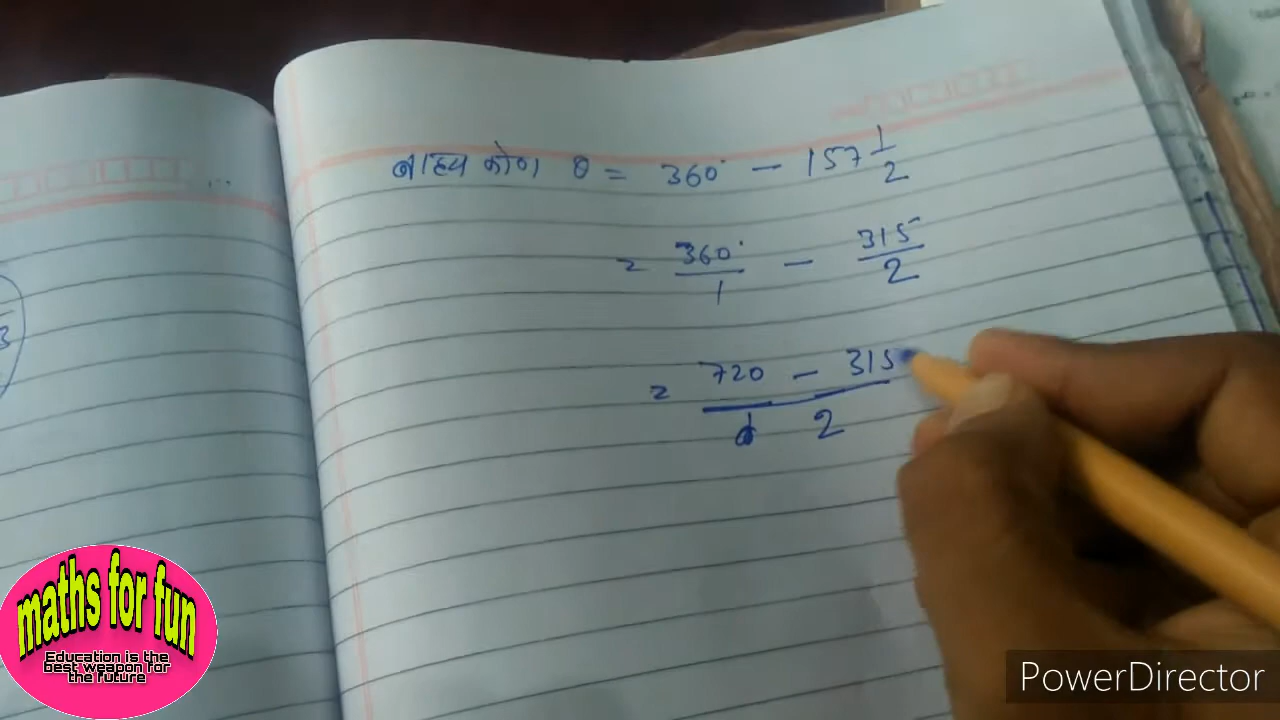 बाह्य कोण θ = 360° - 157 1/2
= 360°/1 - 315/2
= 720 - 315 / 2
3
maths for fun
Education is the
best weapon for
the future
PowerDirector